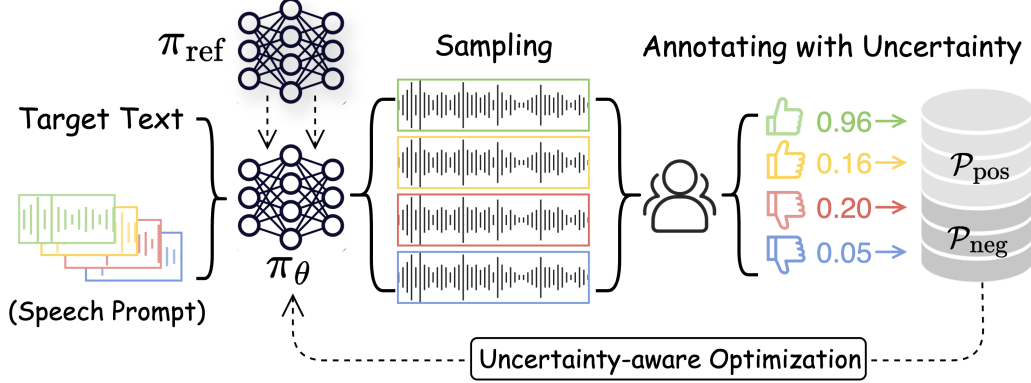 π_ref
Sampling
Annotating with Uncertainty
Target Text
0.96
0.16
0.20
0.05
P_pos
P_neg
π_θ
(Speech Prompt)
Uncertainty-aware Optimization